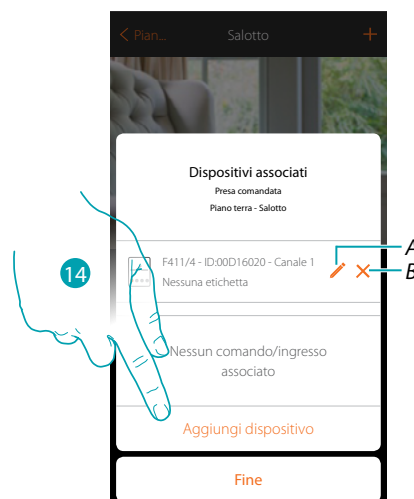 < Pian... Salotto +
Dispositivi associati
Presa comandata
Piano terra - Salotto
F411/4 - ID:00D16020 - Canale 1
Nessuna etichetta
A
B
14
Nessun comando/ingresso
associato
Aggiungi dispositivo
Fine